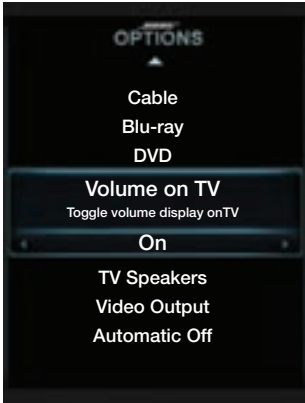 OPTIONS
Cable
Blu-ray
DVD
Volume on TV
Toggle volume display onTV
On
TV Speakers
Video Output
Automatic Off